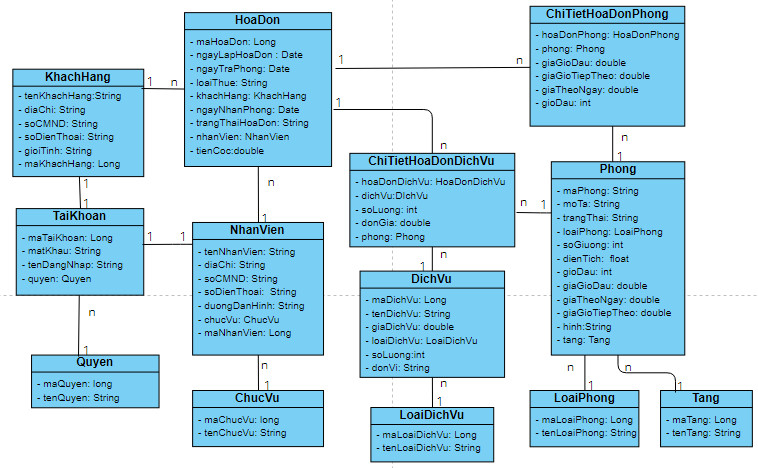 HoaDon
- maHoaDon: Long
- ngayLapHoaDon : Date
- ngayTraPhong: Date
- loaiThue: String
- khachHang: KhachHang
- ngayNhanPhong: Date
- trangThaiHoaDon: String
- nhanVien: NhanVien
- tienCoc:double
ChiTietHoaDonPhong
- hoaDonPhong: HoaDonPhong
- phong: Phong
- giaGioDau: double
- giaGioTiepTheo: double
- giaTheoNgay: double
- gioDau: int
KhachHang
- tenKhachHang:String
- diaChi: String
- soCMND: String
- soDienThoai: String
- gioiTinh: String
- maKhachHang: Long
1
n
1
n
1
n
n
1
1
1
n
1
ChiTietHoaDonDichVu
- hoaDonDichVu: HoaDonDichVu
- dichVu:DIchVu
- soLuong: int
- donGia: double
- phong: Phong
n
1
Phong
- maPhong: String
- moTa: String
- trangThai: String
- loaiPhong: LoaiPhong
- soGiuong: int
- dienTich: float
- gioDau: int
- giaGioDau: double
- giaTheoNgay: double
- giaGioTiepTheo: double
- hinh:String
- tang: Tang
TaiKhoan
- maTaiKhoan: Long
- matKhau: String
- tenDangNhap: String
- quyen: Quyen
1
1
NhanVien
- tenNhanVien: String
- diaChi: String
- soCMND: String
- soDienThoai: String
- duongDanHinh: String
- chucVu: ChucVu
- maNhanVien: Long
n
1
DichVu
- maDichVu: Long
- tenDichVu: String
- giaDichVu: double
- loaiDichVu: LoaiDichVu
- soLuong:int
- donVi: String
n
1
Quyen
- maQuyen: long
- tenQuyen: String
n
1
ChucVu
- maChucVu: long
- tenChucVu: String
n
1
LoaiDichVu
- maLoaiDichVu: Long
- tenLoaiDichVu: String
n
1
LoaiPhong
- maLoaiPhong: Long
- tenLoaiPhong: String
n
1
Tang
- maTang: Long
- tenTang: String